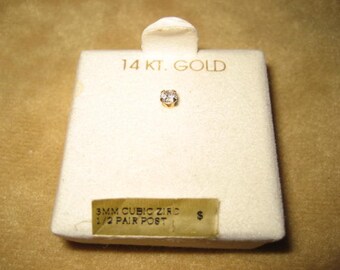 14 KT. GOLD
3MM CUBIC ZIRC
1/2 PAIR POST
$